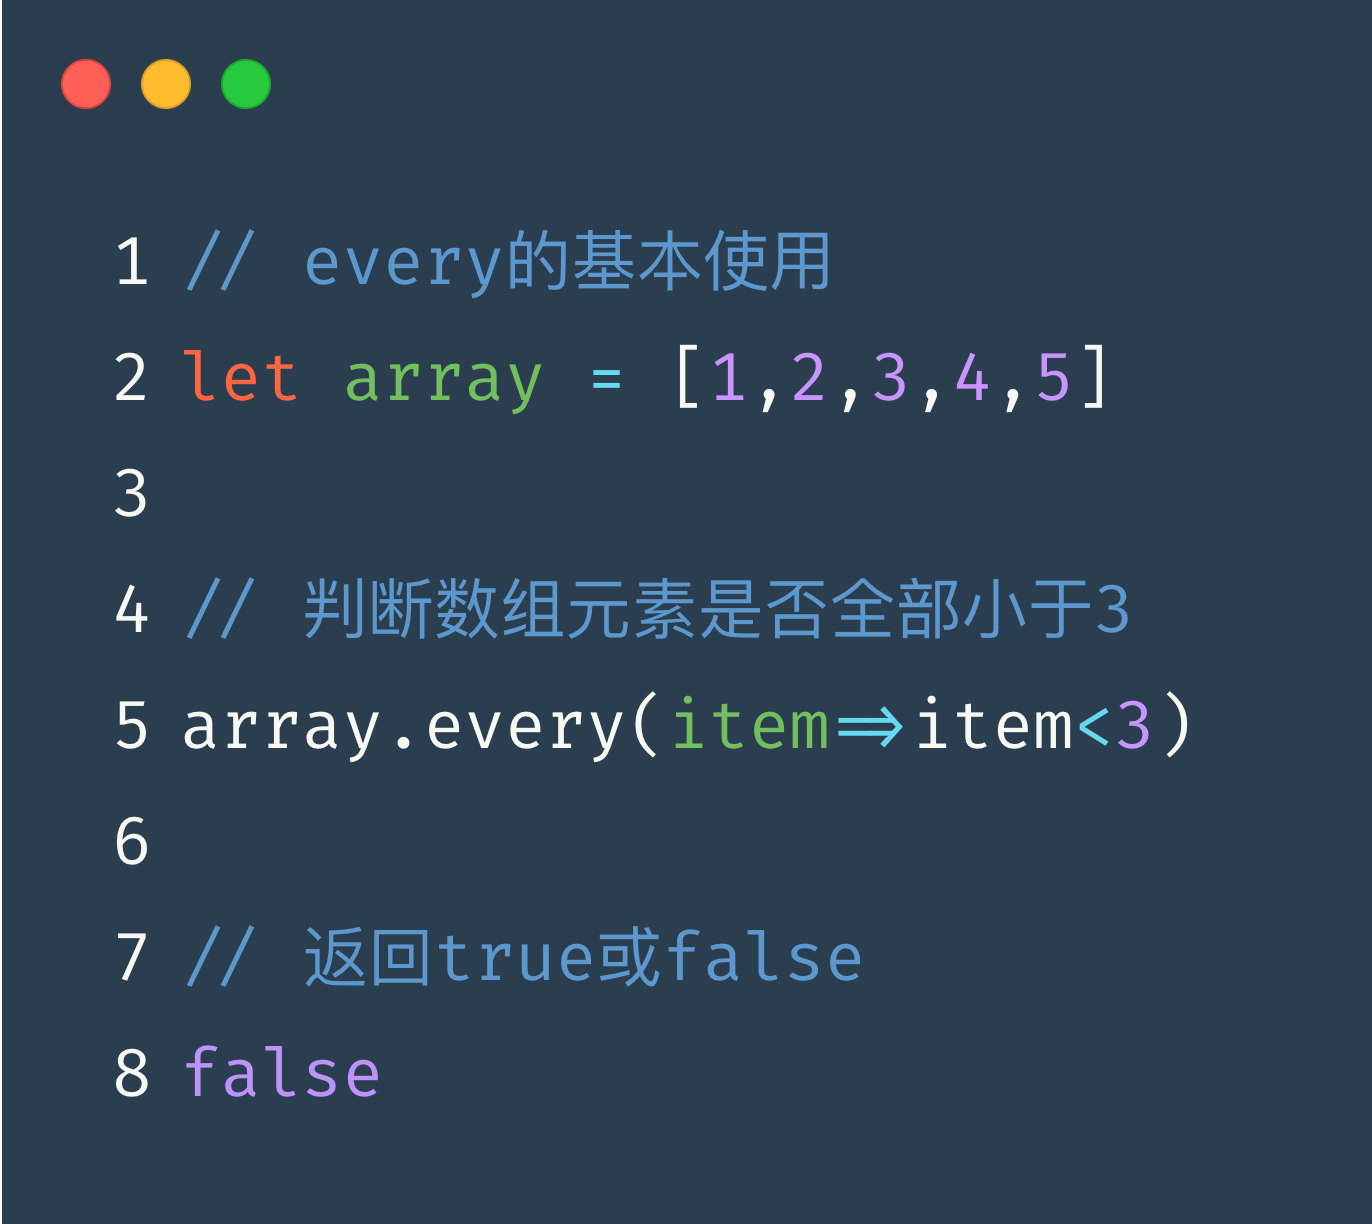 1 // every的基本使用
2 let array = [1,2,3,4,5]
3
4 // 判断数组元素是否全部小于3
5 array.every(item=>item<3)
6
7 // 返回true或false
8 false